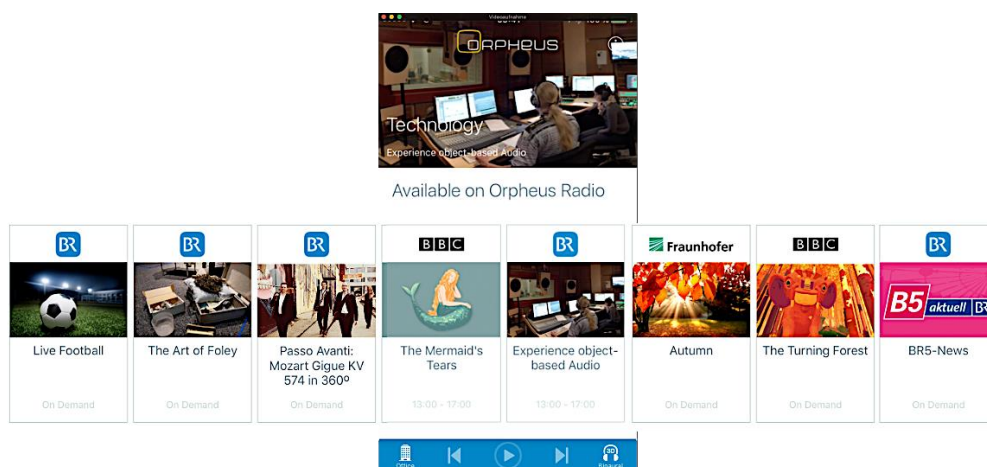 Videoaufnahme
ORPHEUS
Technology
Experience object-based Audio
Available on Orpheus Radio
BR
BR
BR
BBC
BR
Fraunhofer
BBC
BR
B5 aktuell BR
Live Football
The Art of Foley
Passo Avanti:
Mozart Gigue KV
574 in 360º
The Mermaid's
Tears
Experience object-
based Audio
Autumn
The Turning Forest
BR5-News
On Demand
On Demand
On Demand
13:00 - 17:00
13:00 - 17:00
On Demand
On Demand
On Demand
3D
Office
Binaural